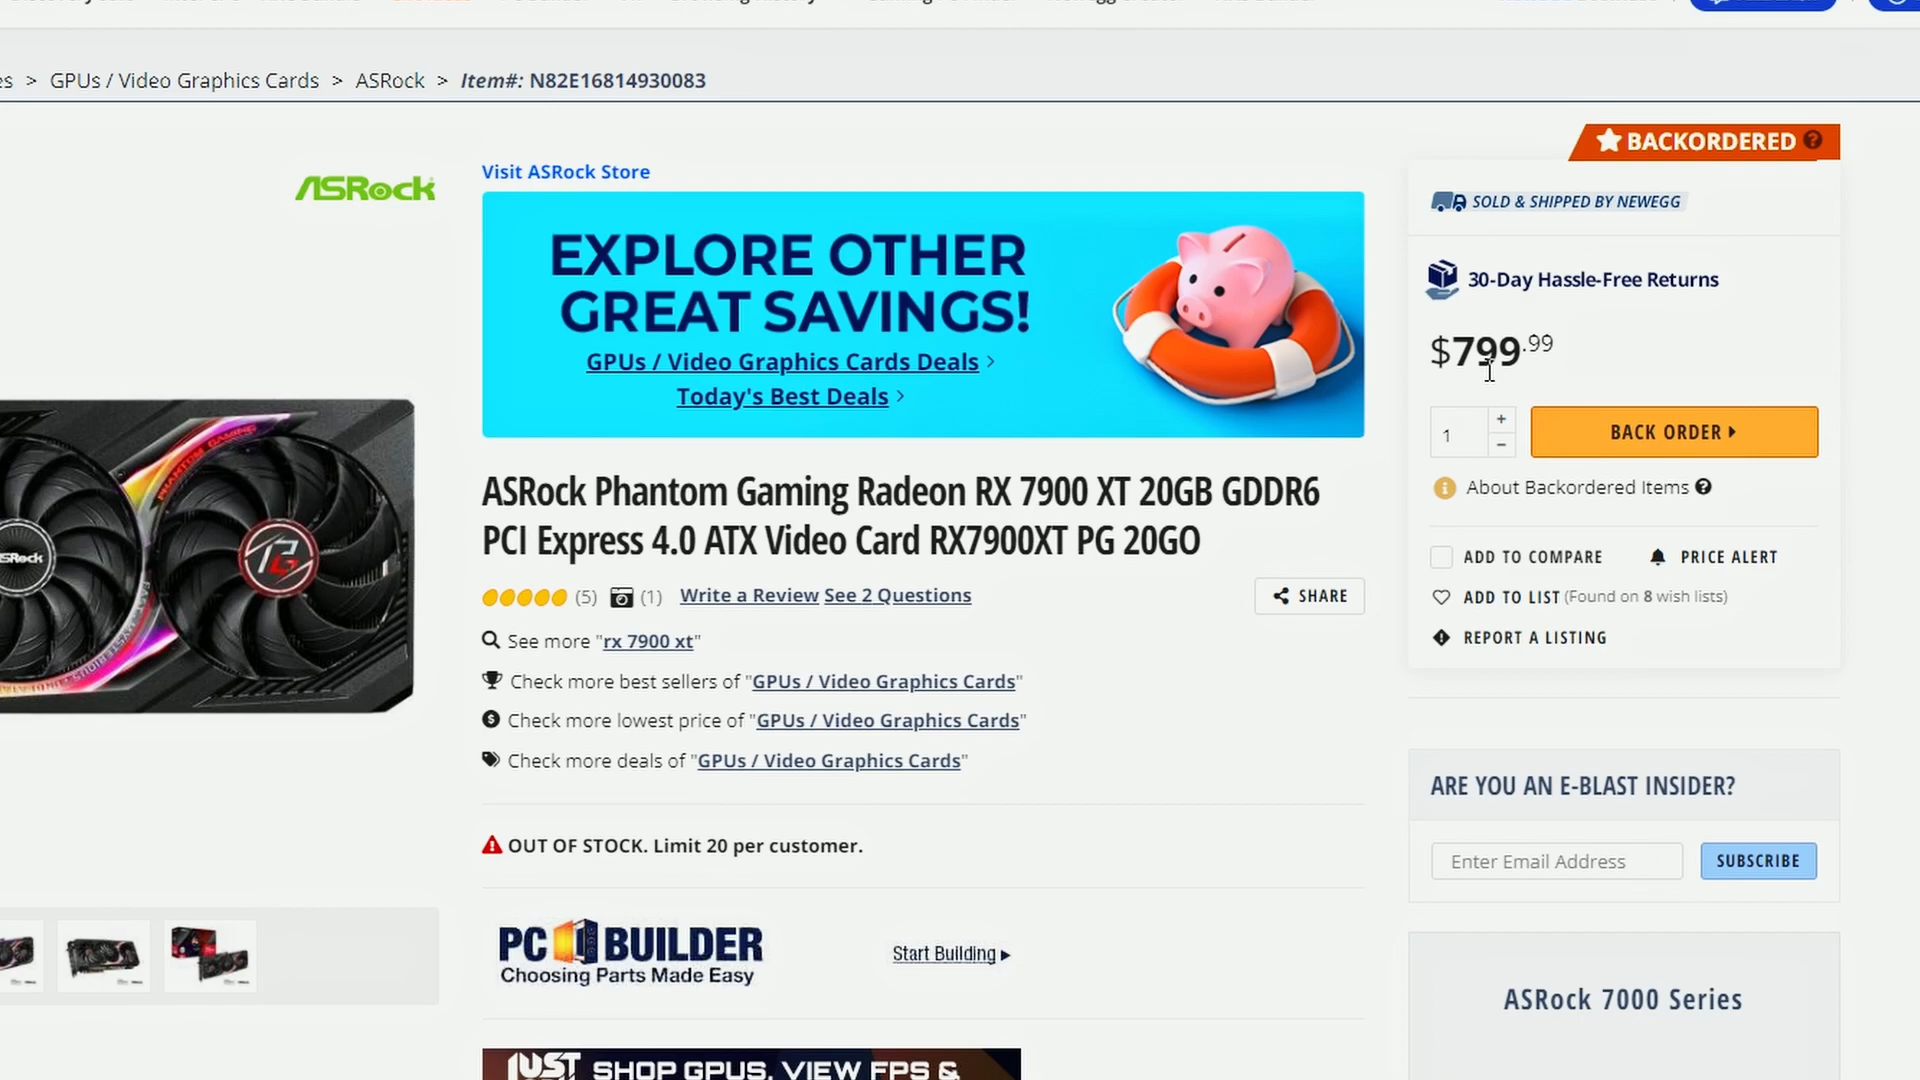 es > GPUs / Video Graphics Cards > ASRock > Item#: N82E16814930083
BACKORDERED ?
ASRock
Visit ASRock Store
EXPLORE OTHER
GREAT SAVINGS!
GPUs / Video Graphics Cards Deals >
Today's Best Deals >
SOLD & SHIPPED BY NEWEGG
30-Day Hassle-Free Returns
$799.99
1 + −
BACK ORDER
About Backordered Items ?
ADD TO COMPARE
PRICE ALERT
ADD TO LIST (Found on 8 wish lists)
REPORT A LISTING
PHANTOM GAMING
ASRock
ASRock Phantom Gaming Radeon RX 7900 XT 20GB GDDR6
PCI Express 4.0 ATX Video Card RX7900XT PG 20GO
(5) (1) Write a Review See 2 Questions
SHARE
See more "rx 7900 xt"
Check more best sellers of "GPUs / Video Graphics Cards"
Check more lowest price of "GPUs / Video Graphics Cards"
Check more deals of "GPUs / Video Graphics Cards"
OUT OF STOCK. Limit 20 per customer.
PC BUILDER
Choosing Parts Made Easy
Start Building
JUST
SHOP GPUS, VIEW FPS &
ARE YOU AN E-BLAST INSIDER?
Enter Email Address
SUBSCRIBE
ASRock 7000 Series